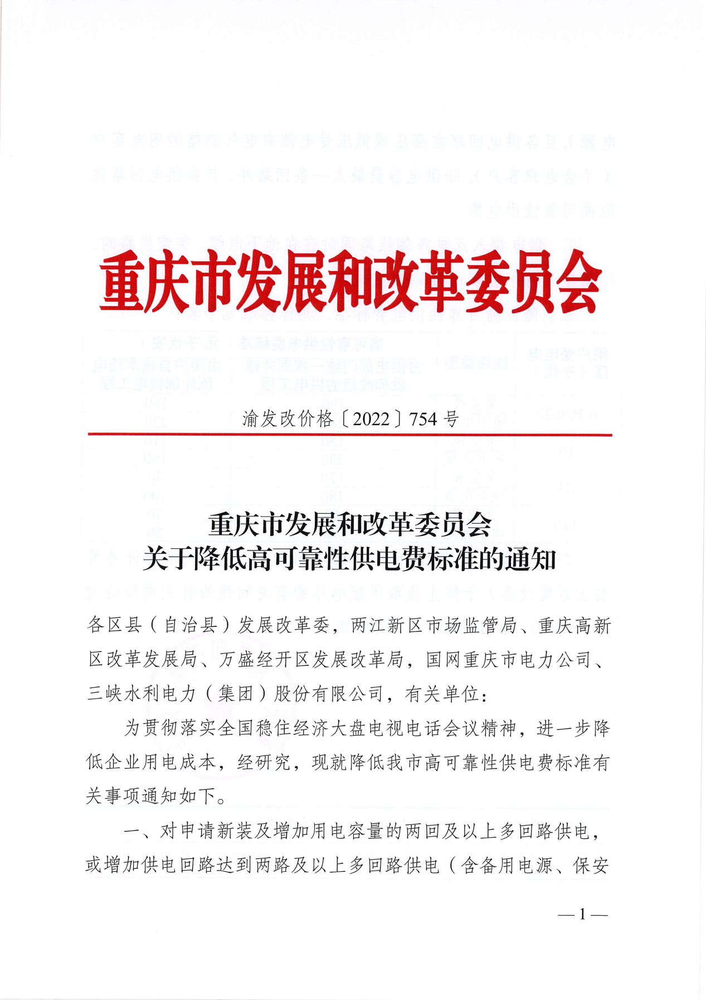 重庆市发展和改革委员会
渝发改价格〔2022〕754号
重庆市发展和改革委员会
关于降低高可靠性供电费标准的通知
各区县（自治县）发展改革委，两江新区市场监管局、重庆高新
区改革发展局、万盛经开区发展改革局，国网重庆市电力公司、
三峡水利电力（集团）股份有限公司，有关单位：
为贯彻落实全国稳住经济大盘电视电话会议精神，进一步降
低企业用电成本，经研究，现就降低我市高可靠性供电费标准有
关事项通知如下。
一、对申请新装及增加用电容量的两回及以上多回路供电，
或增加供电回路达到两路及以上多回路供电（含备用电源、保安
—1—